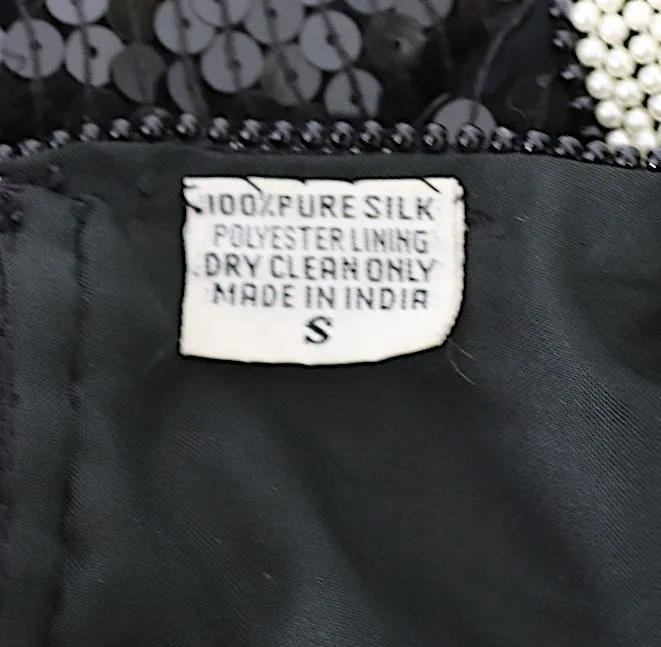 100% PURE SILK
POLYESTER LINING
DRY CLEAN ONLY
MADE IN INDIA
S